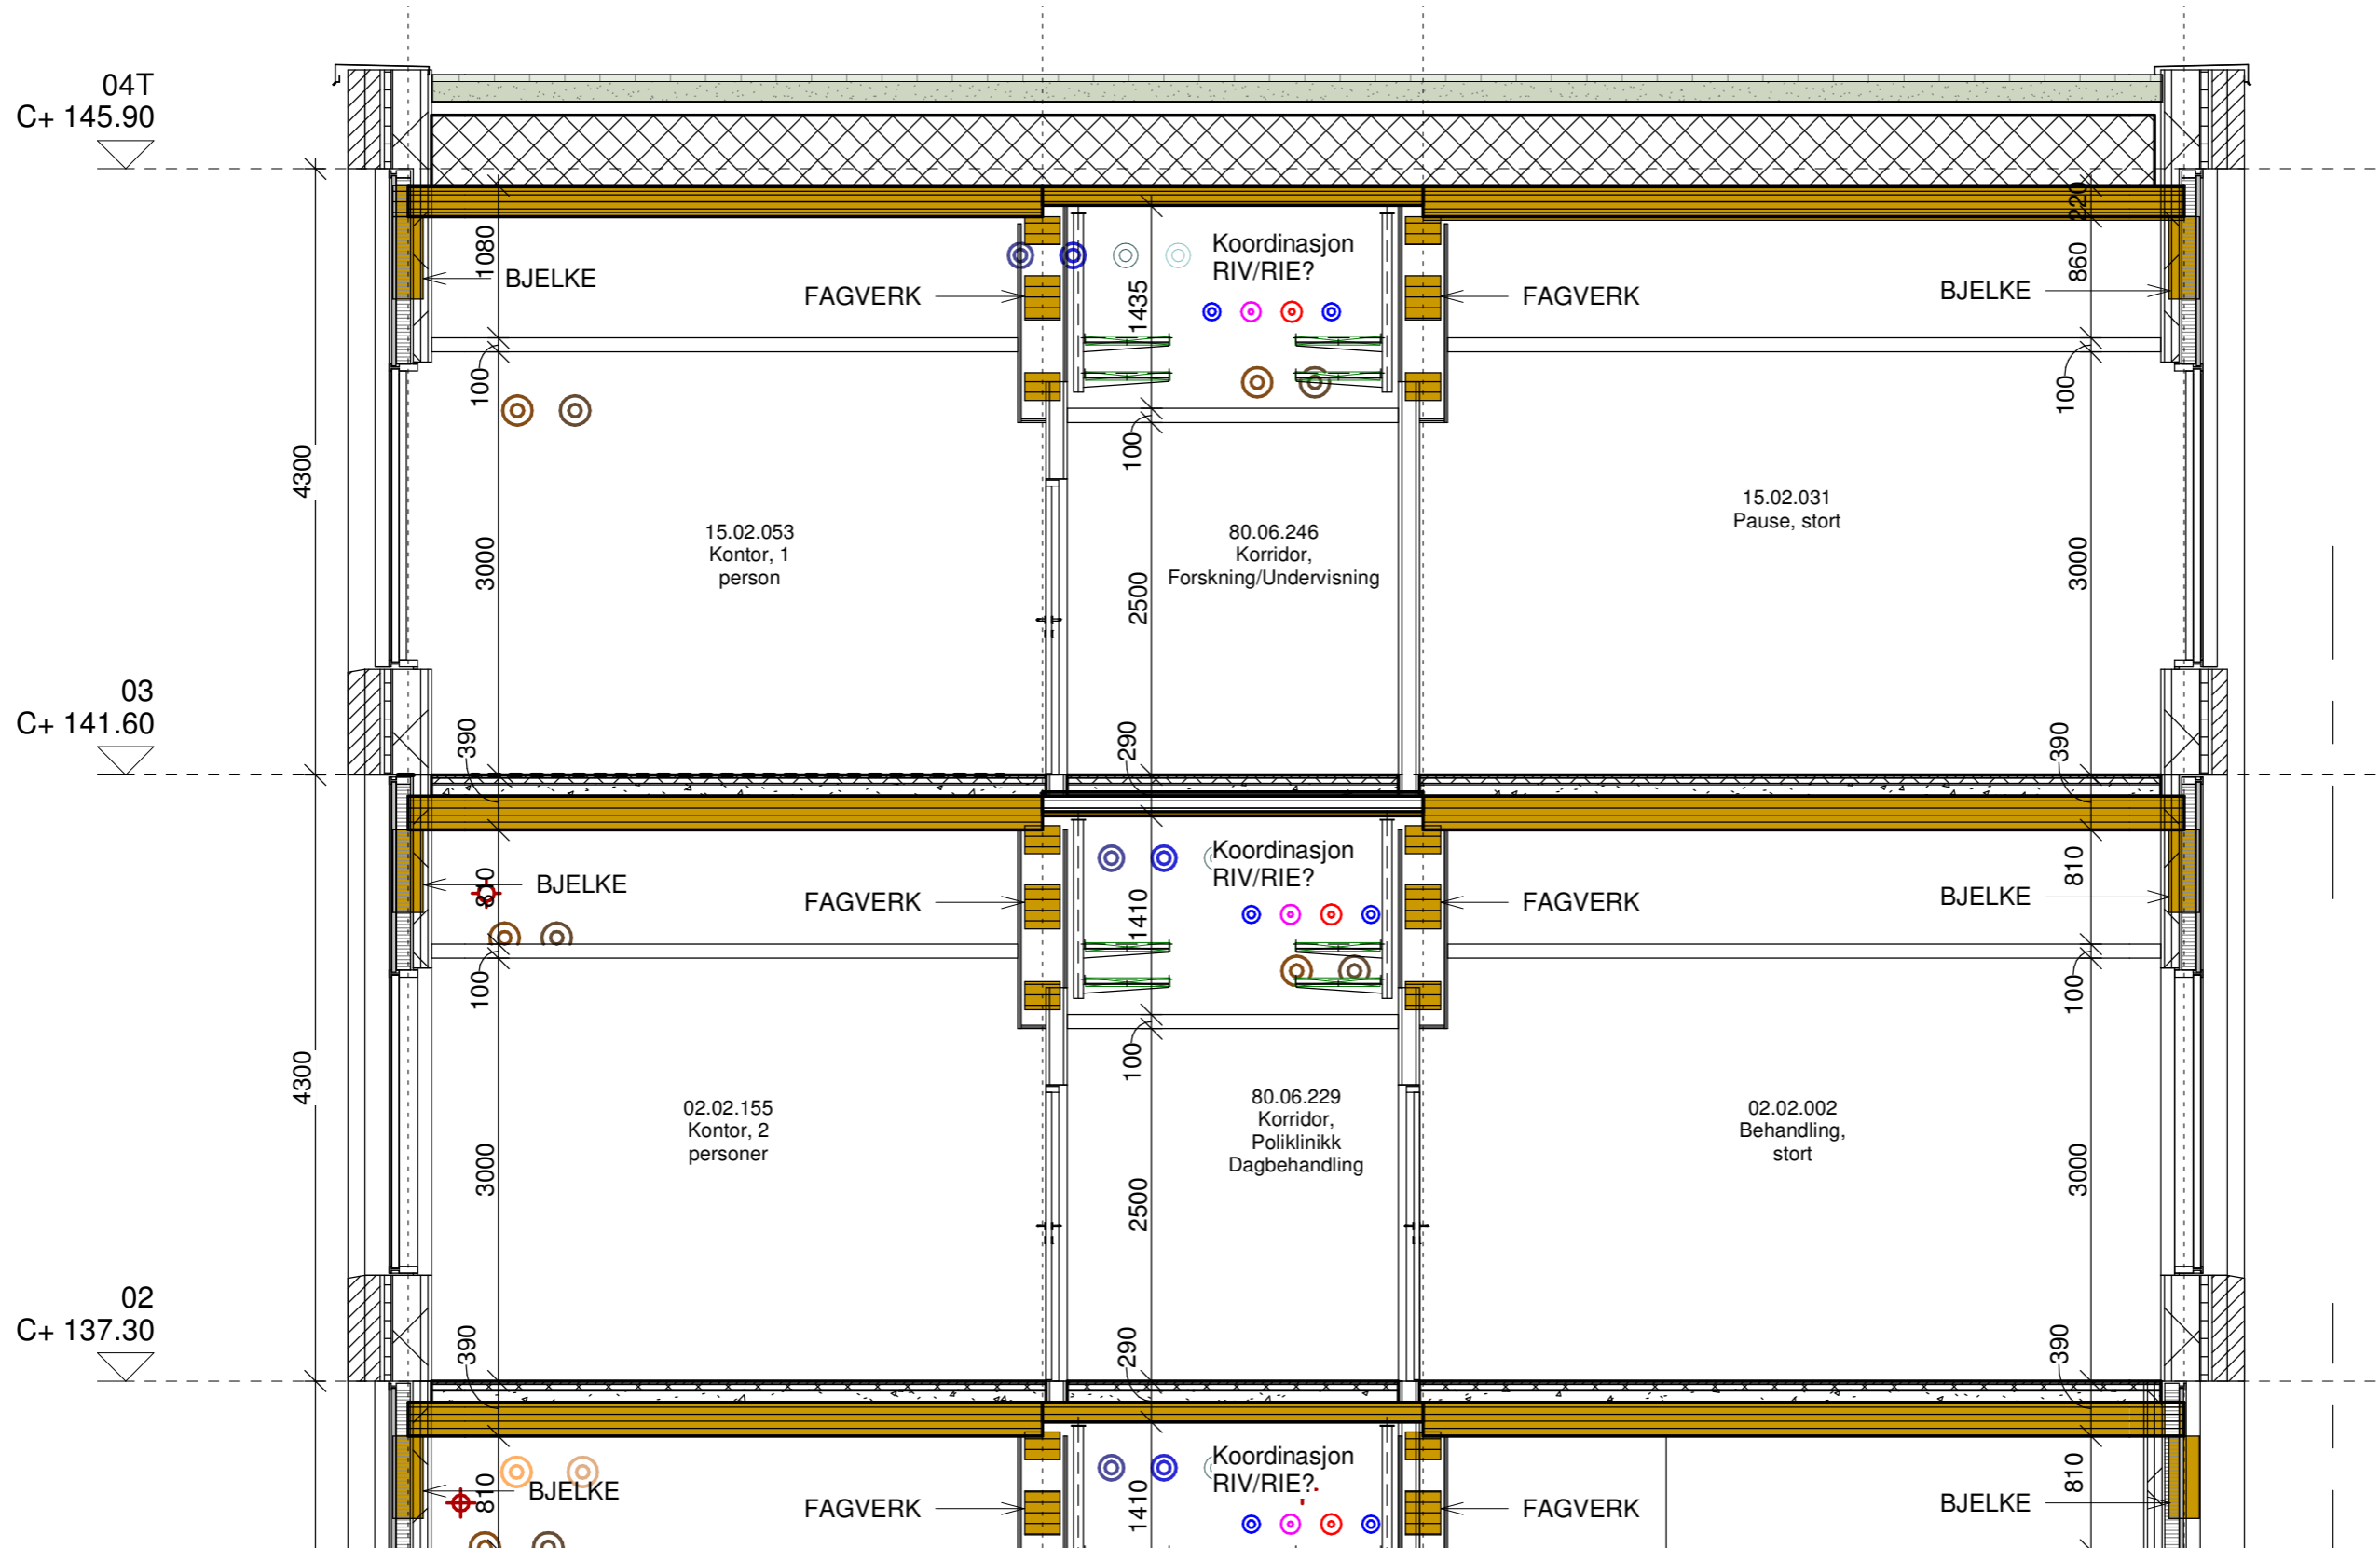 04T
C+ 145.90
220
1080
BJELKE
FAGVERK
Koordinasjon
RIV/RIE?
1435
FAGVERK
860
BJELKE
100
100
100
4300
3000
15.02.053
Kontor, 1
person
2500
80.06.246
Korridor,
Forskning/Undervisning
15.02.031
Pause, stort
3000
03
C+ 141.60
390
290
390
810
BJELKE
FAGVERK
Koordinasjon
RIV/RIE?
1410
FAGVERK
810
BJELKE
100
100
100
4300
3000
02.02.155
Kontor, 2
personer
2500
80.06.229
Korridor,
Poliklinikk
Dagbehandling
02.02.002
Behandling,
stort
3000
02
C+ 137.30
390
290
390
810
BJELKE
FAGVERK
Koordinasjon
RIV/RIE?
1410
FAGVERK
810
BJELKE